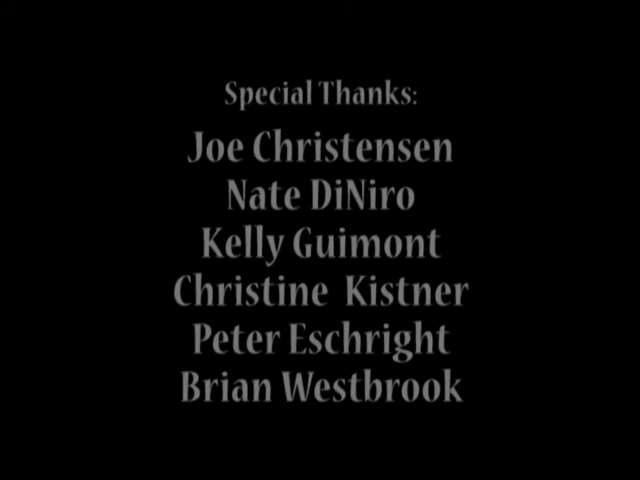 Special Thanks:
Joe Christensen
Nate DiNiro
Kelly Guimont
Christine Kistner
Peter Eschright
Brian Westbrook